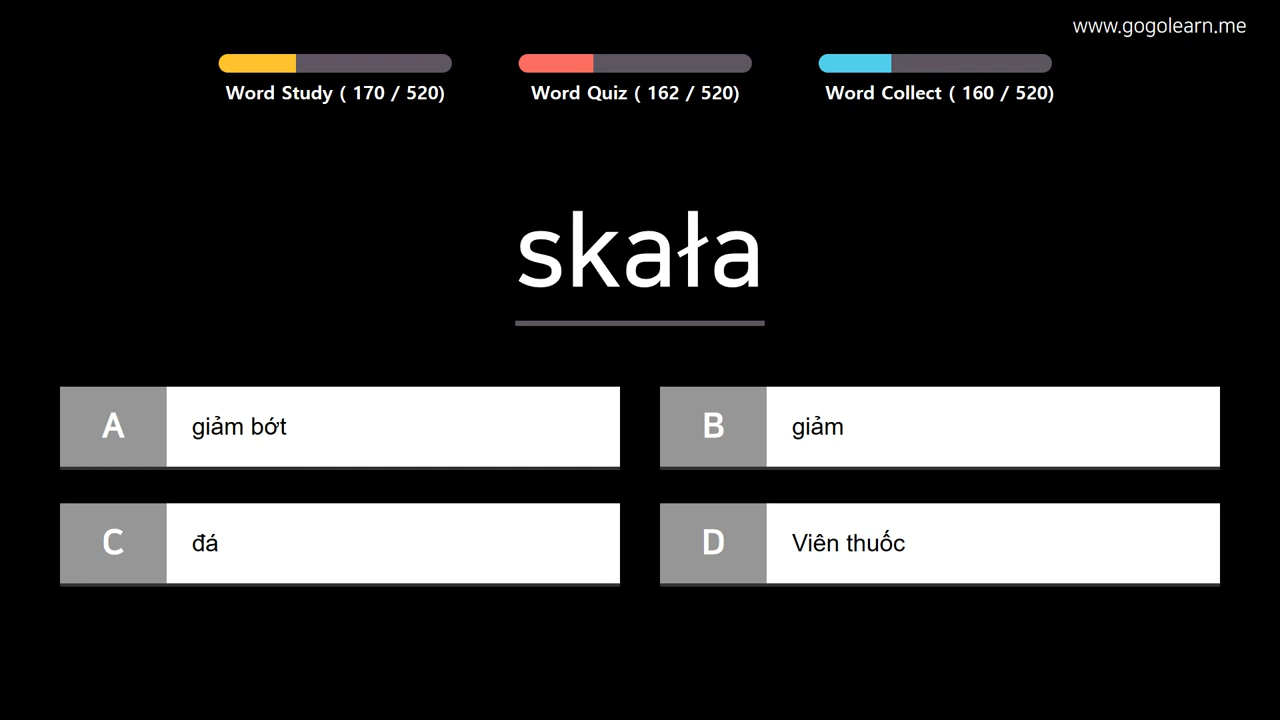 www.gogolearn.me
Word Study ( 170 / 520)
Word Quiz ( 162 / 520)
Word Collect ( 160 / 520)
skała
A giảm bớt
B giảm
C đá
D Viên thuốc